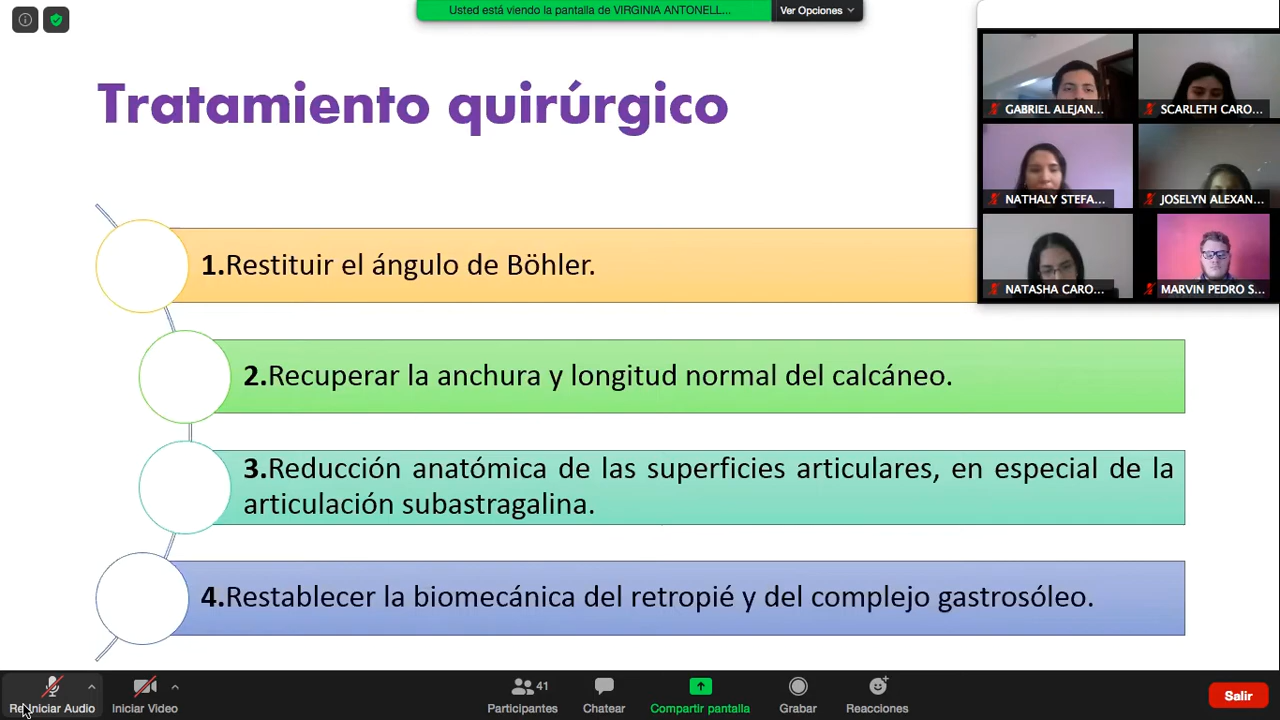 Usted está viendo la pantalla de VIRGINIA ANTONELL...
Ver Opciones
Tratamiento quirúrgico
GABRIEL ALEJAN...
SCARLETH CARO...
NATHALY STEFA...
JOSELYN ALEXAN...
NATASHA CARO...
MARVIN PEDRO S...
1.Restituir el ángulo de Böhler.
2.Recuperar la anchura y longitud normal del calcáneo.
3.Reducción anatómica de las superficies articulares, en especial de la
articulación subastragalina.
4.Restablecer la biomecánica del retropié y del complejo gastrosóleo.
Iniciar Audio
Iniciar Video
41
Participantes
Chatear
Compartir pantalla
Grabar
Reacciones
Salir